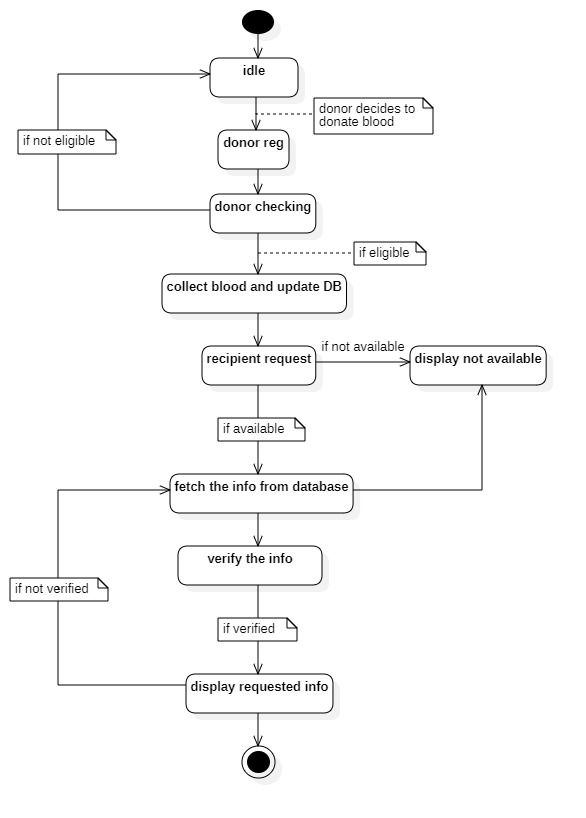 idle
donor decides to
donate blood
if not eligible
donor reg
donor checking
if eligible
collect blood and update DB
if not available
recipient request
display not available
if available
fetch the info from database
verify the info
if not verified
if verified
display requested info